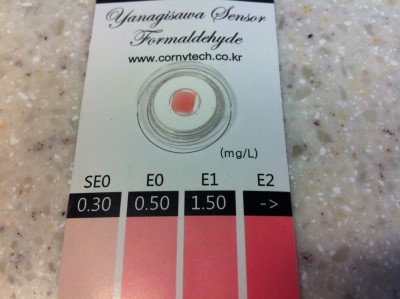 Yanagisawa Sensor
Formaldehyde
www.cornytech.co.kr
(mg/L)
SE0 E0 E1 E2
0.30 0.50 1.50 ->